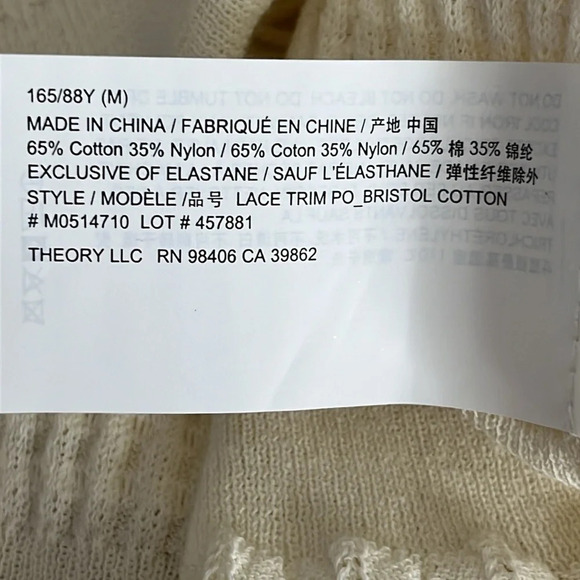 165/88Y (M)
MADE IN CHINA / FABRIQUÉ EN CHINE / 产地 中国
65% Cotton 35% Nylon / 65% Coton 35% Nylon / 65% 棉 35% 锦纶
EXCLUSIVE OF ELASTANE / SAUF L'ÉLASTHANE / 弹性纤维除外
STYLE / MODÈLE / 品号 LACE TRIM PO_BRISTOL COTTON
# M0514710 LOT # 457881
THEORY LLC RN 98406 CA 39862